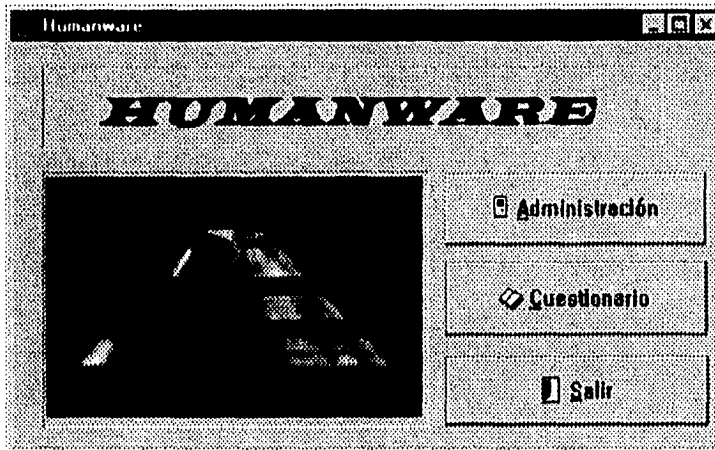 Humanware
HUMANWARE
Administración
Cuestionario
Salir